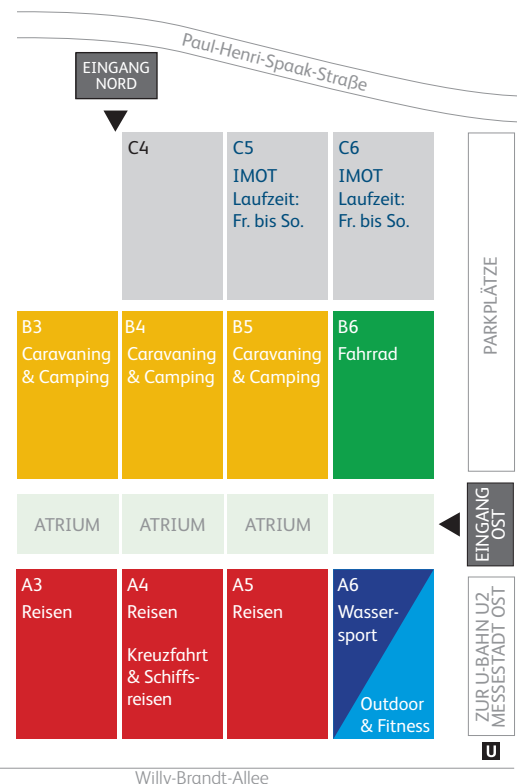 Paul-Henri-Spaak-Straße
EINGANG
NORD
C4
C5
IMOT
Laufzeit:
Fr. bis So.
C6
IMOT
Laufzeit:
Fr. bis So.
PARKPLÄTZE
B3
Caravaning
& Camping
B4
Caravaning
& Camping
B5
Caravaning
& Camping
B6
Fahrrad
ATRIUM
ATRIUM
ATRIUM
EINGANG
OST
A3
Reisen
A4
Reisen
Kreuzfahrt
& Schiffs-
reisen
A5
Reisen
A6
Wasser-
sport
Outdoor
& Fitness
ZUR U-BAHN U2
MESSESTADT OST
U
Willy-Brandt-Allee